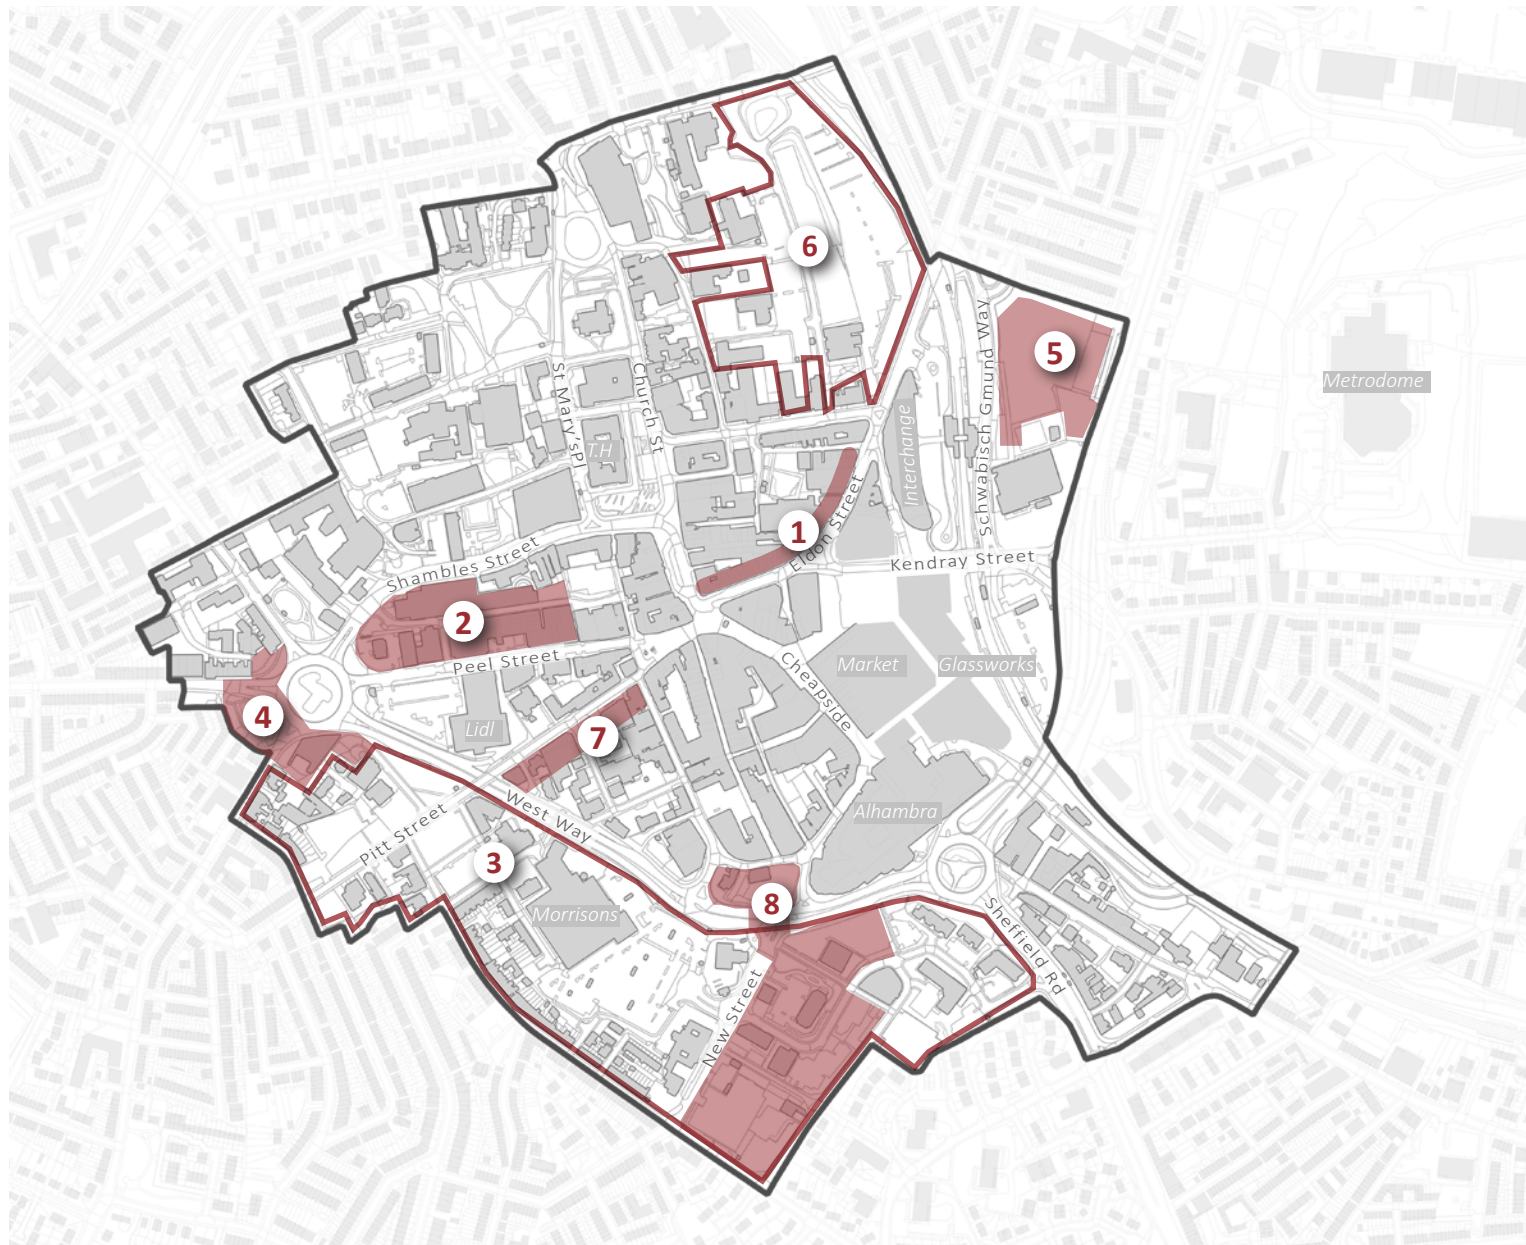 6
Schwabisch Gmund Way
5
Metrodome
St Mary'sPl
Church St
T.H
Interchange
1
Eldon Street
Shambles Street
Kendray Street
2
Peel Street
Market
Glassworks
Cheapside
4
Lidl
7
West Way
Alhambra
Pitt Street
3
Morrisons
8
Sheffield Rd
New Street